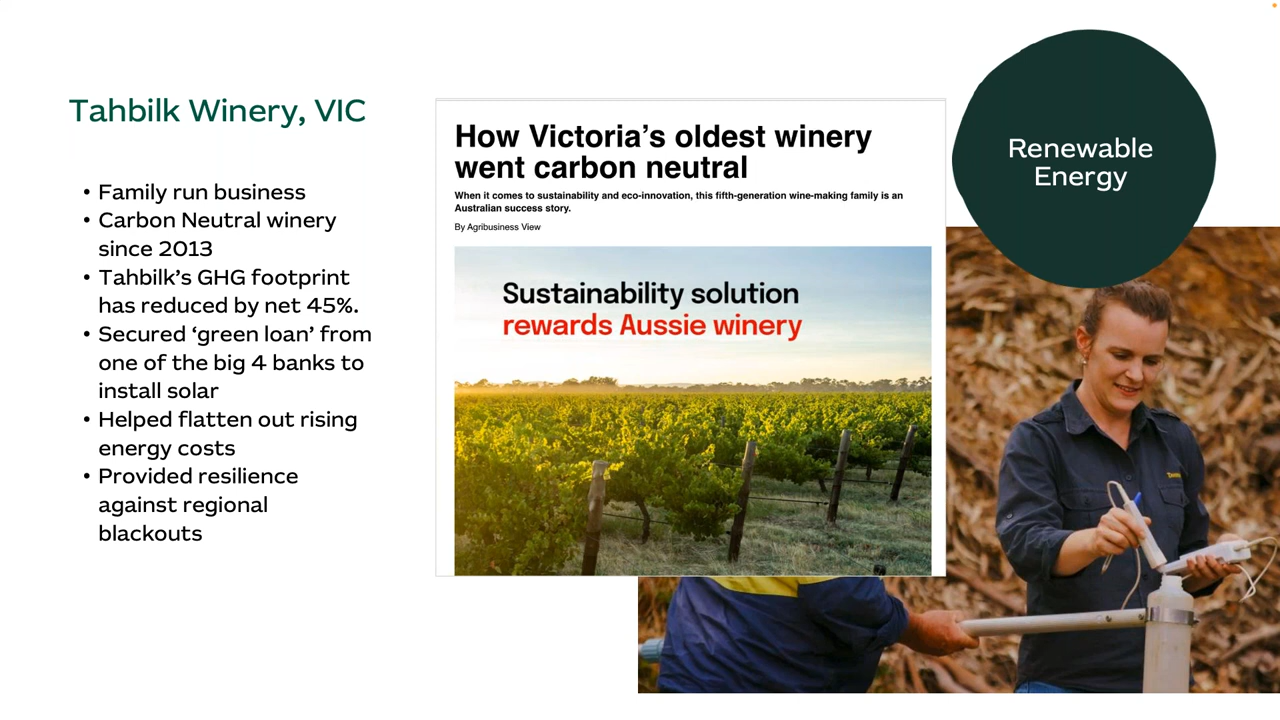 Tahbilk Winery, VIC
• Family run business
• Carbon Neutral winery
since 2013
• Tahbilk’s GHG footprint
has reduced by net 45%.
• Secured ‘green loan’ from
one of the big 4 banks to
install solar
• Helped flatten out rising
energy costs
• Provided resilience
against regional
blackouts
How Victoria’s oldest winery
went carbon neutral
When it comes to sustainability and eco-innovation, this fifth-generation wine-making family is an
Australian success story.
By Agribusiness View
Sustainability solution
rewards Aussie winery
Renewable
Energy